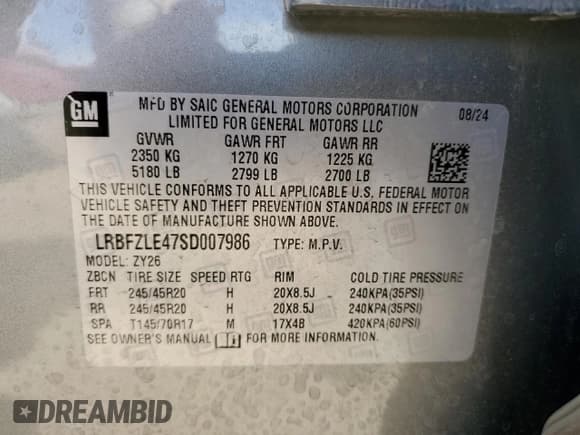 GM
MFD BY SAIC GENERAL MOTORS CORPORATION 08/24
LIMITED FOR GENERAL MOTORS LLC
GVWR GAWR FRT GAWR RR
2350 KG 1270 KG 1225 KG
5180 LB 2799 LB 2700 LB
THIS VEHICLE CONFORMS TO ALL APPLICABLE U.S. FEDERAL MOTOR
VEHICLE SAFETY AND THEFT PREVENTION STANDARDS IN EFFECT ON
THE DATE OF MANUFACTURE SHOWN ABOVE.
LRBFZLE47SD007986 TYPE: M.P.V.
MODEL: ZY26
ZBCN TIRE SIZE SPEED RTG RIM COLD TIRE PRESSURE
FRT 245/45R20 H 20X8.5J 240KPA(35PSI)
RR 245/45R20 H 20X8.5J 240KPA(35PSI)
SPA T145/70R17 M 17X4B 420KPA(60PSI)
SEE OWNER'S MANUAL FOR MORE INFORMATION
DREAMBID